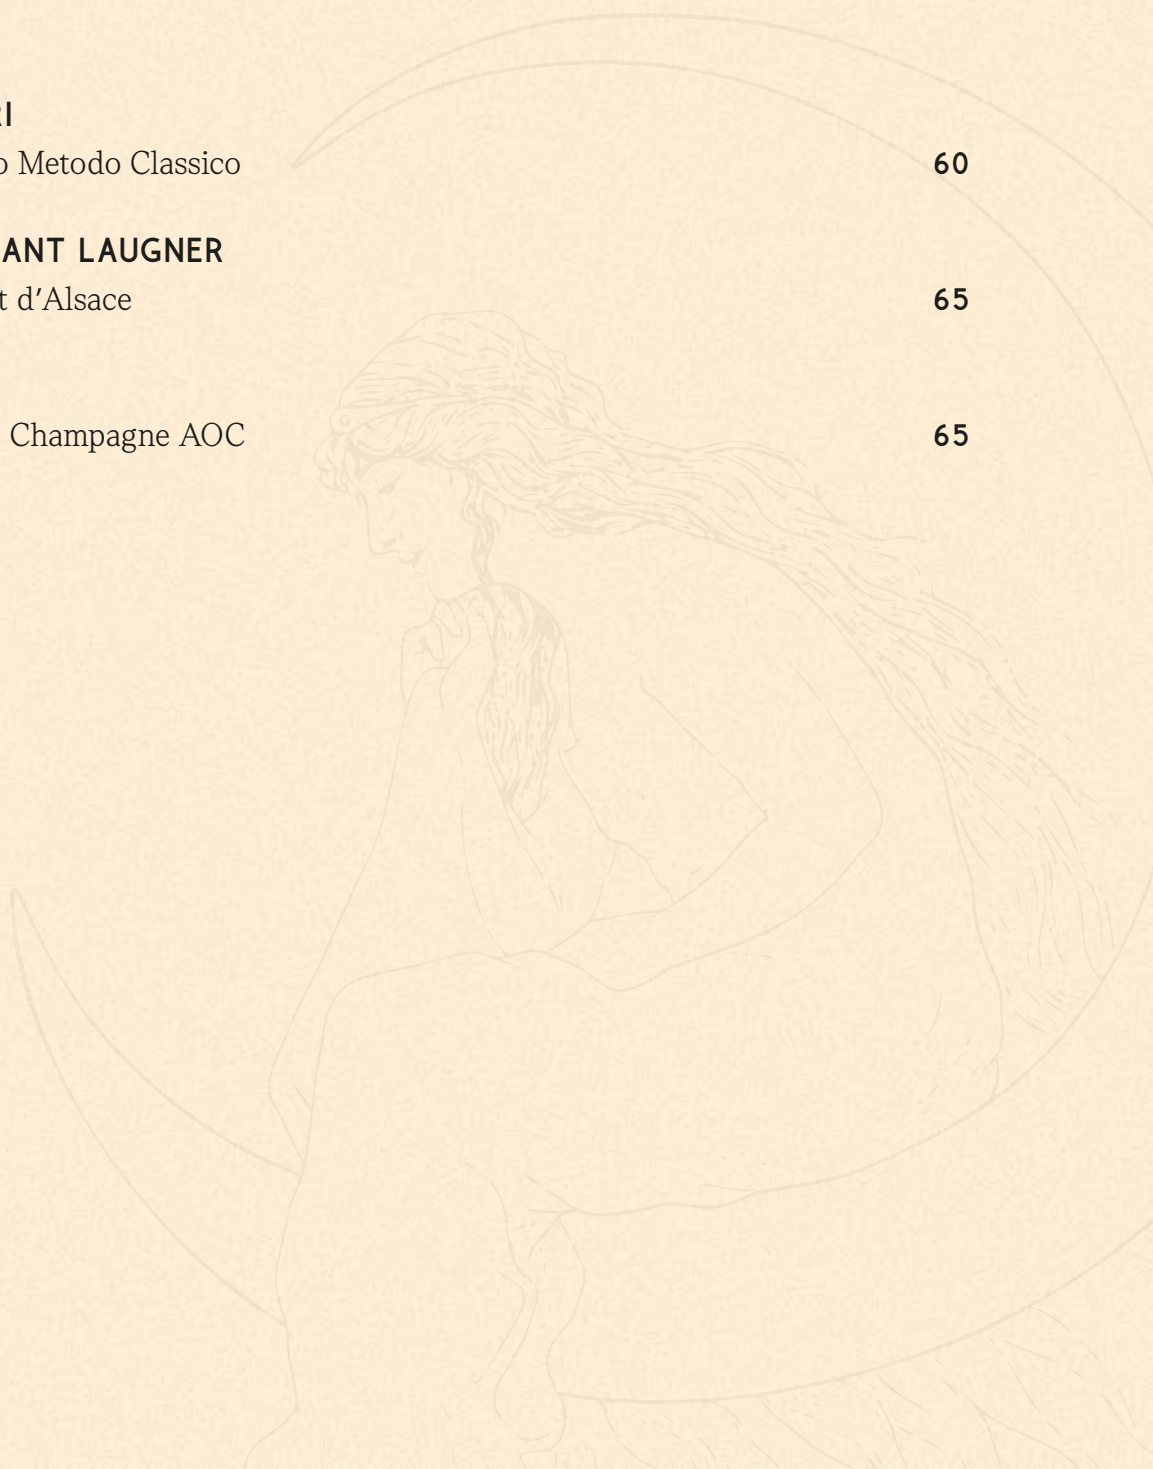 RI
o Metodo Classico 60
ANT LAUGNER
t d’Alsace 65
Champagne AOC 65